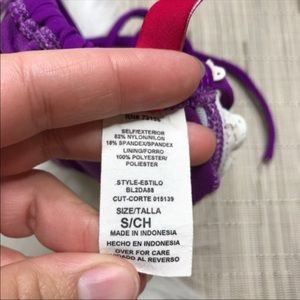 SELF/EXTERIOR
82% NYLON/NILON
18% SPANDEX/SPANDEX
LINING/FORRO
100% POLYESTER/
POLIESTER
STYLE-ESTILO
BL2DA88
CUT-CORTE 015139
SIZE/TALLA
S/CH
MADE IN INDONESIA
HECHO EN INDONESIA
OVER FOR CARE
AL REVERSO